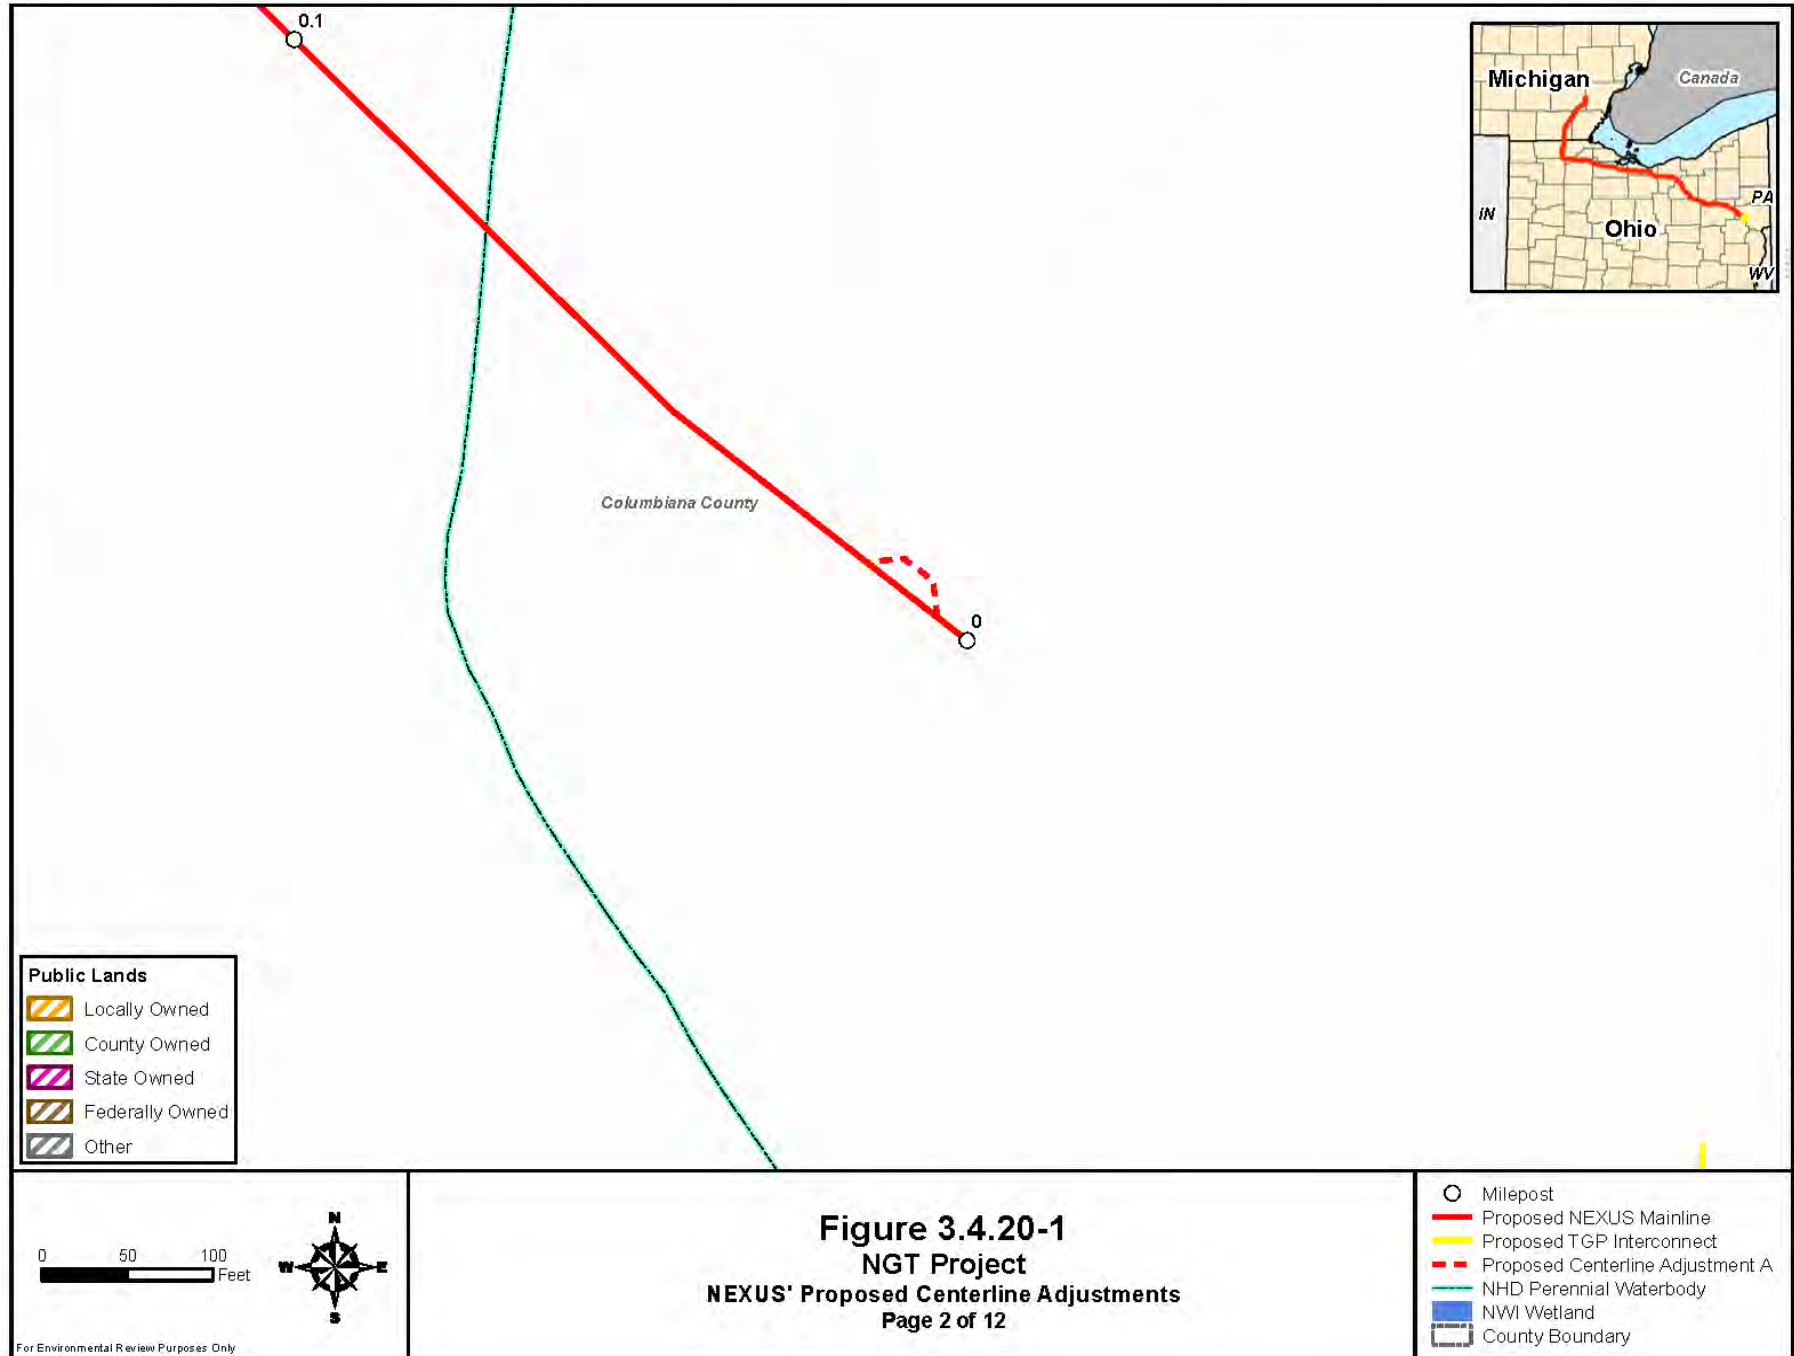 0.1
Michigan
Canada
IN
PA
Ohio
WV
Columbiana County
0
Public Lands
Locally Owned
County Owned
State Owned
Federally Owned
Other
0 50 100
Feet
N
W E
S
For Environmental Review Purposes Only
Figure 3.4.20-1
NGT Project
NEXUS' Proposed Centerline Adjustments
Page 2 of 12
Milepost
Proposed NEXUS Mainline
Proposed TGP Interconnect
Proposed Centerline Adjustment A
NHD Perennial Waterbody
NWI Wetland
County Boundary